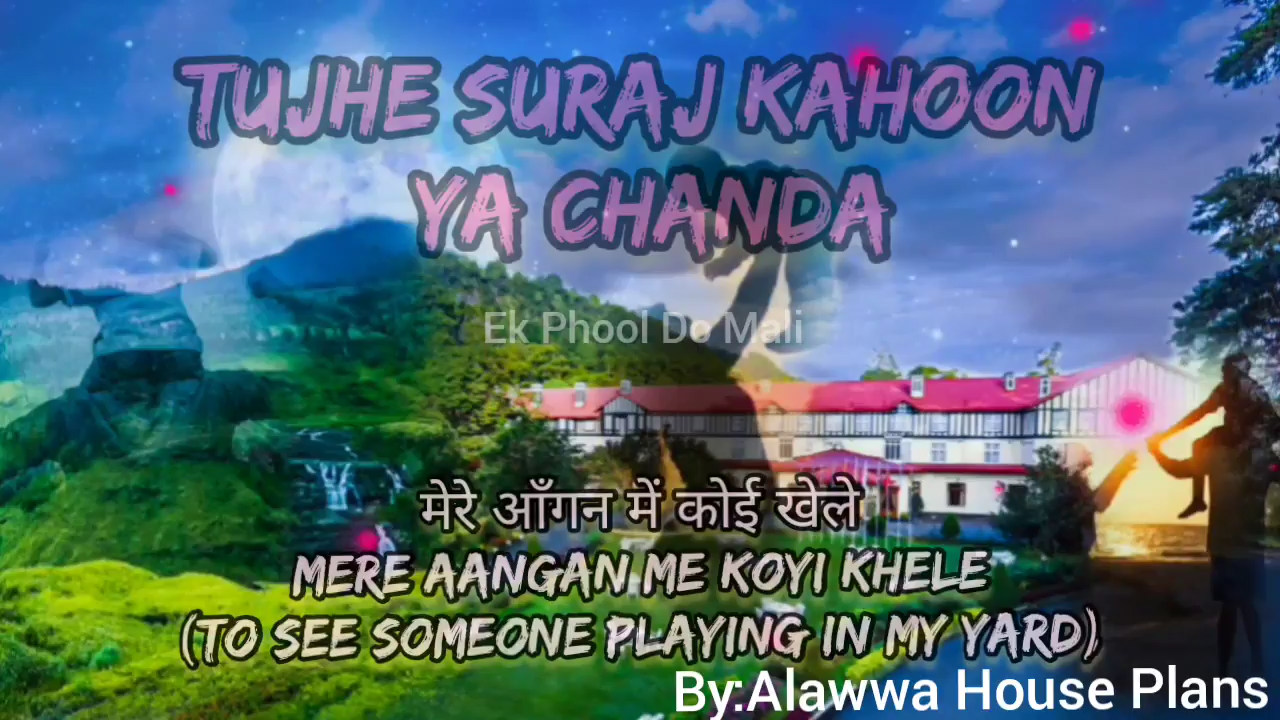 TUJHE SURAJ KAHOON
YA CHANDA
Ek Phool Do Mali
मेरे आँगन में कोई खेले
MERE AANGAN ME KOYI KHELE
(TO SEE SOMEONE PLAYING IN MY YARD)
By:Alawwa House Plans